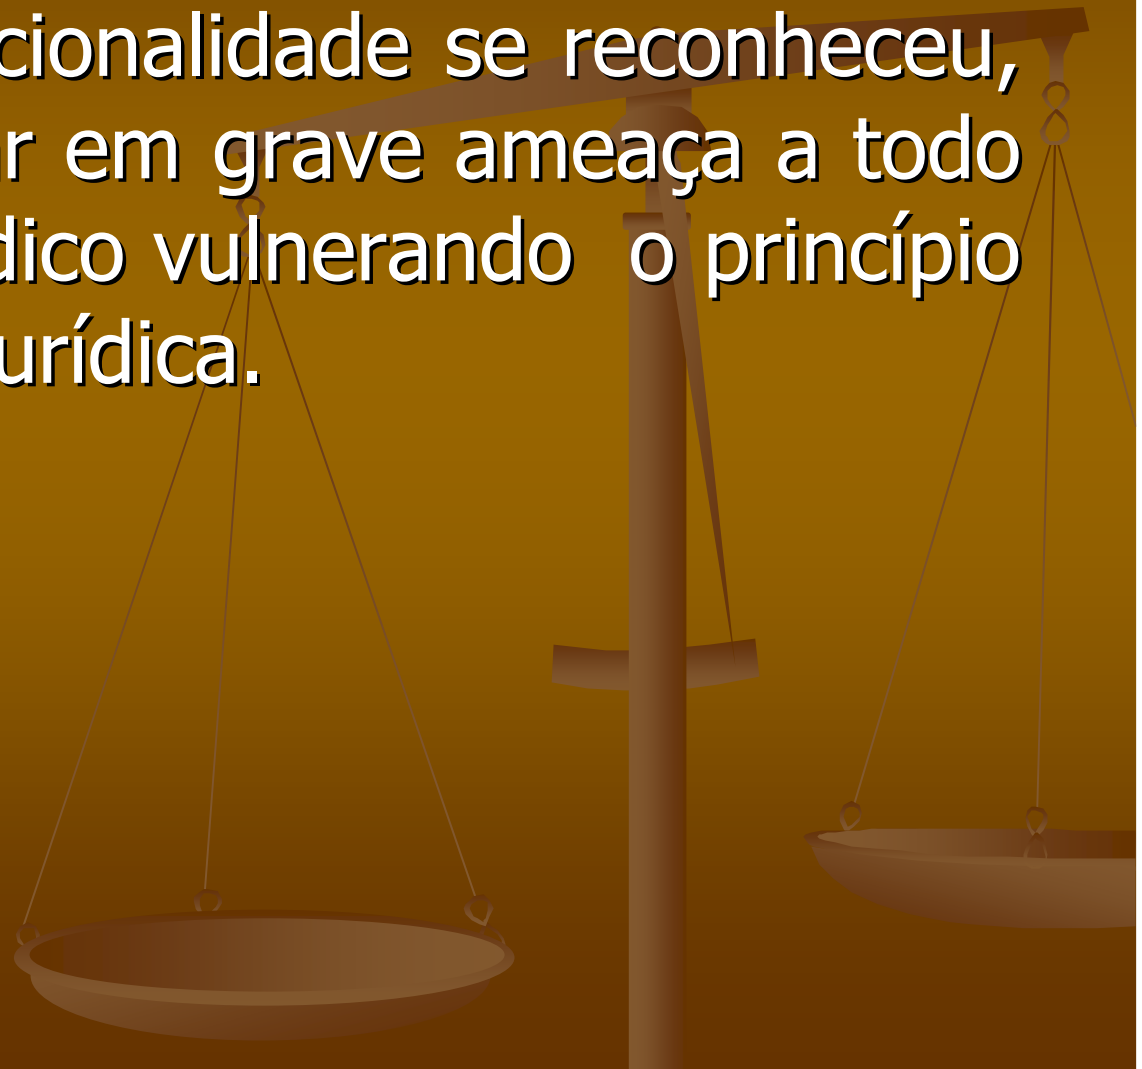 cionalidade se reconheceu,
r em grave ameaça a todo
dico vulnerando o princípio
urídica.